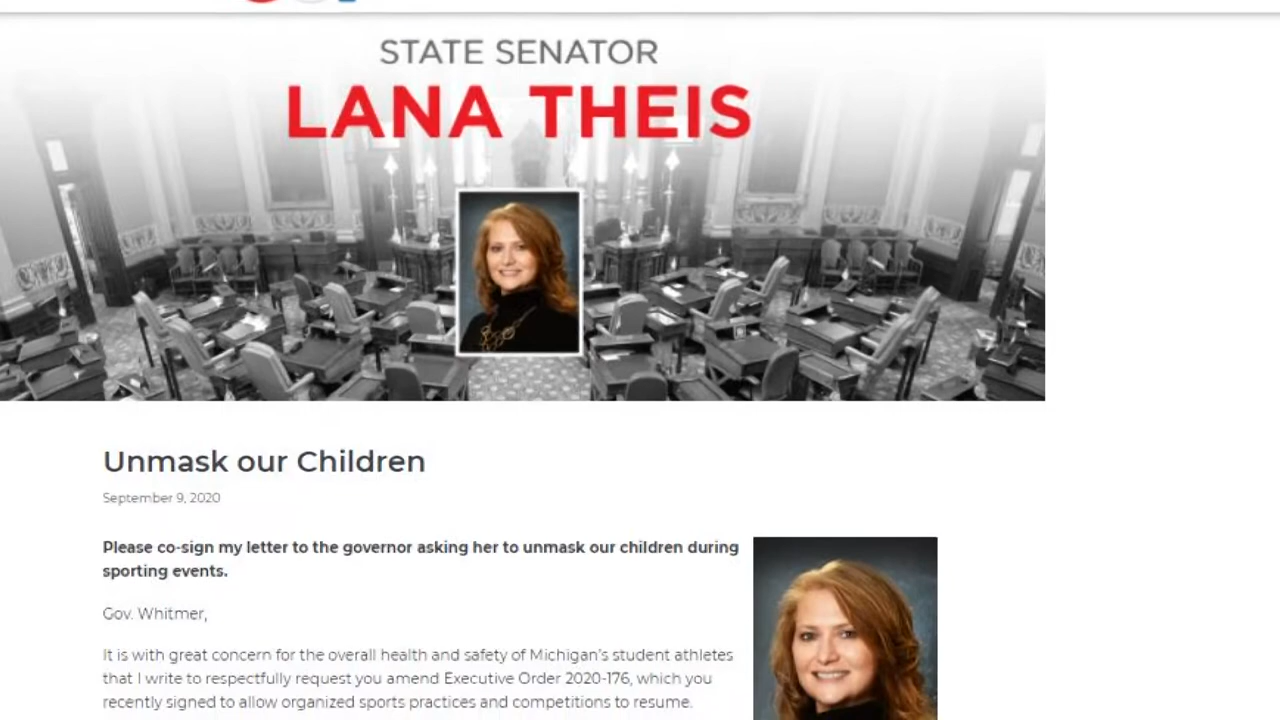 STATE SENATOR
LANA THEIS
Unmask our Children
September 9, 2020
Please co-sign my letter to the governor asking her to unmask our children during
sporting events.
Gov. Whitmer,
It is with great concern for the overall health and safety of Michigan's student athletes
that I write to respectfully request you amend Executive Order 2020-176, which you
recently signed to allow organized sports practices and competitions to resume.